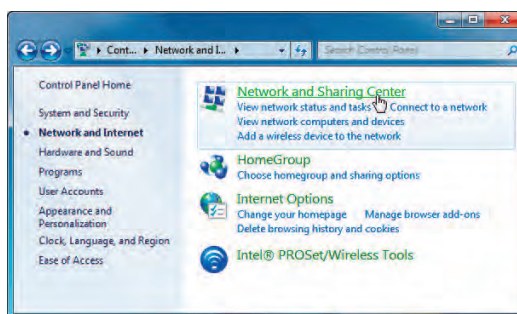 Cont... Network and I...
Search Control Panel
Control Panel Home
System and Security
Network and Internet
Hardware and Sound
Programs
User Accounts
Appearance and
Personalization
Clock, Language, and Region
Ease of Access
Network and Sharing Center
View network status and tasks Connect to a network
View network computers and devices
Add a wireless device to the network
HomeGroup
Choose homegroup and sharing options
Internet Options
Change your homepage Manage browser add-ons
Delete browsing history and cookies
Intel® PROSet/Wireless Tools